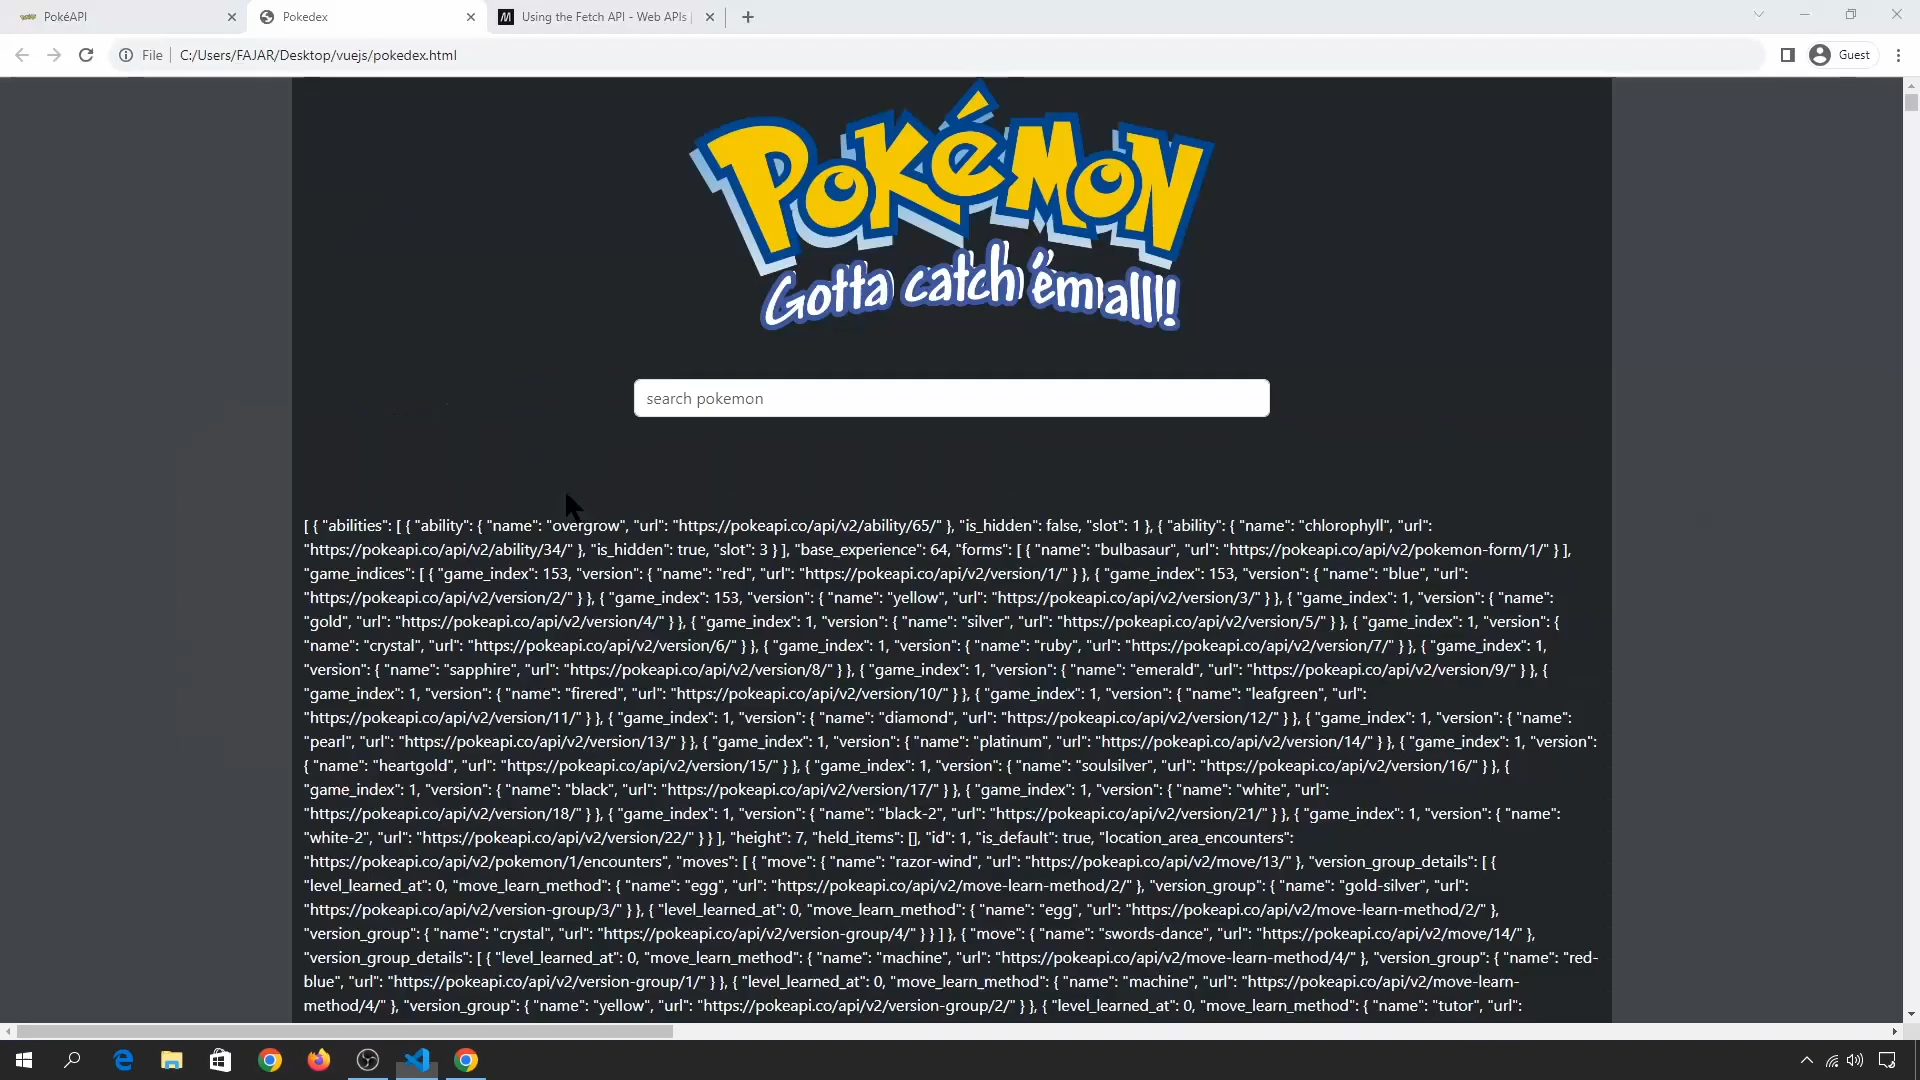 PokéAPI
Pokedex
Using the Fetch API - Web APIs |
File
C:/Users/FAJAR/Desktop/vuejs/pokedex.html
Guest
POKéMON
Gotta catch 'em all!
search pokemon
[ { "abilities": [ { "ability": { "name": "overgrow", "url": "https://pokeapi.co/api/v2/ability/65/" }, "is_hidden": false, "slot": 1 }, { "ability": { "name": "chlorophyll", "url":
"https://pokeapi.co/api/v2/ability/34/" }, "is_hidden": true, "slot": 3 } ], "base_experience": 64, "forms": [ { "name": "bulbasaur", "url": "https://pokeapi.co/api/v2/pokemon-form/1/" } ],
"game_indices": [ { "game_index": 153, "version": { "name": "red", "url": "https://pokeapi.co/api/v2/version/1/" } }, { "game_index": 153, "version": { "name": "blue", "url":
"https://pokeapi.co/api/v2/version/2/" } }, { "game_index": 153, "version": { "name": "yellow", "url": "https://pokeapi.co/api/v2/version/3/" } }, { "game_index": 1, "version": { "name":
"gold", "url": "https://pokeapi.co/api/v2/version/4/" } }, { "game_index": 1, "version": { "name": "silver", "url": "https://pokeapi.co/api/v2/version/5/" } }, { "game_index": 1, "version": {
"name": "crystal", "url": "https://pokeapi.co/api/v2/version/6/" } }, { "game_index": 1, "version": { "name": "ruby", "url": "https://pokeapi.co/api/v2/version/7/" } }, { "game_index": 1,
"version": { "name": "sapphire", "url": "https://pokeapi.co/api/v2/version/8/" } }, { "game_index": 1, "version": { "name": "emerald", "url": "https://pokeapi.co/api/v2/version/9/" } }, {
"game_index": 1, "version": { "name": "firered", "url": "https://pokeapi.co/api/v2/version/10/" } }, { "game_index": 1, "version": { "name": "leafgreen", "url":
"https://pokeapi.co/api/v2/version/11/" } }, { "game_index": 1, "version": { "name": "diamond", "url": "https://pokeapi.co/api/v2/version/12/" } }, { "game_index": 1, "version": { "name":
"pearl", "url": "https://pokeapi.co/api/v2/version/13/" } }, { "game_index": 1, "version": { "name": "platinum", "url": "https://pokeapi.co/api/v2/version/14/" } }, { "game_index": 1, "version":
{ "name": "heartgold", "url": "https://pokeapi.co/api/v2/version/15/" } }, { "game_index": 1, "version": { "name": "soulsilver", "url": "https://pokeapi.co/api/v2/version/16/" } }, {
"game_index": 1, "version": { "name": "black", "url": "https://pokeapi.co/api/v2/version/17/" } }, { "game_index": 1, "version": { "name": "white", "url":
"https://pokeapi.co/api/v2/version/18/" } }, { "game_index": 1, "version": { "name": "black-2", "url": "https://pokeapi.co/api/v2/version/21/" } }, { "game_index": 1, "version": { "name":
"white-2", "url": "https://pokeapi.co/api/v2/version/22/" } } ], "height": 7, "held_items": [], "id": 1, "is_default": true, "location_area_encounters":
"https://pokeapi.co/api/v2/pokemon/1/encounters", "moves": [ { "move": { "name": "razor-wind", "url": "https://pokeapi.co/api/v2/move/13/" }, "version_group_details": [ {
"level_learned_at": 0, "move_learn_method": { "name": "egg", "url": "https://pokeapi.co/api/v2/move-learn-method/2/" }, "version_group": { "name": "gold-silver", "url":
"https://pokeapi.co/api/v2/version-group/3/" } }, { "level_learned_at": 0, "move_learn_method": { "name": "egg", "url": "https://pokeapi.co/api/v2/move-learn-method/2/" },
"version_group": { "name": "crystal", "url": "https://pokeapi.co/api/v2/version-group/4/" } } ] }, { "move": { "name": "swords-dance", "url": "https://pokeapi.co/api/v2/move/14/" },
"version_group_details": [ { "level_learned_at": 0, "move_learn_method": { "name": "machine", "url": "https://pokeapi.co/api/v2/move-learn-method/4/" }, "version_group": { "name": "red-
blue", "url": "https://pokeapi.co/api/v2/version-group/1/" } }, { "level_learned_at": 0, "move_learn_method": { "name": "machine", "url": "https://pokeapi.co/api/v2/move-learn-
method/4/" }, "version_group": { "name": "yellow", "url": "https://pokeapi.co/api/v2/version-group/2/" } }, { "level_learned_at": 0, "move_learn_method": { "name": "tutor", "url":